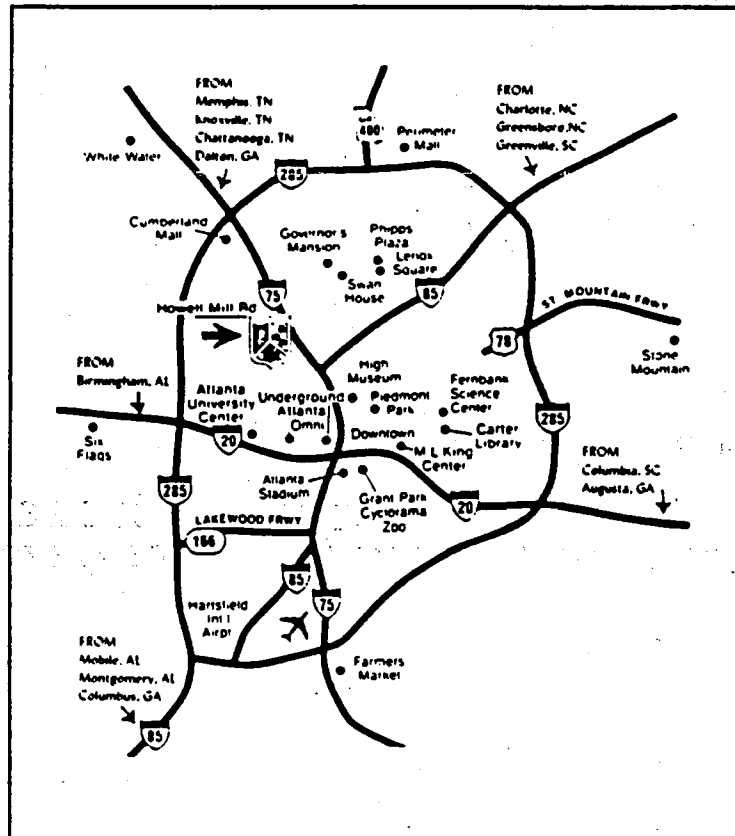 FROM
Memphis, TN
Knoxville, TN
Chattanooga, TN
Dalton, GA
FROM
Charlotte, NC
Greensboro, NC
Greenville, SC
400
Perimeter
Mall
White Water
285
Cumberland
Mall
Governor's
Mansion
Phipps
Plaza
Lenox
Square
Swan
House
75
85
Howell Mill Rd
ST. MOUNTAIN FRWY
78
Stone
Mountain
FROM
Birmingham, AL
High
Museum
Atlanta
University
Center
Underground
Atlanta
Omni
Piedmont
Park
Fernbank
Science
Center
285
Six
Flags
20
Downtown
Carter
Library
M L King
Center
FROM
Columbia, SC
Augusta, GA
285
Atlanta
Stadium
Grant Park
Cyclorama
Zoo
20
LAKEWOOD FRWY
166
85
75
Hartsfield
Int'l
Airpt
FROM
Mobile, AL
Montgomery, AL
Columbus, GA
Farmers
Market
85